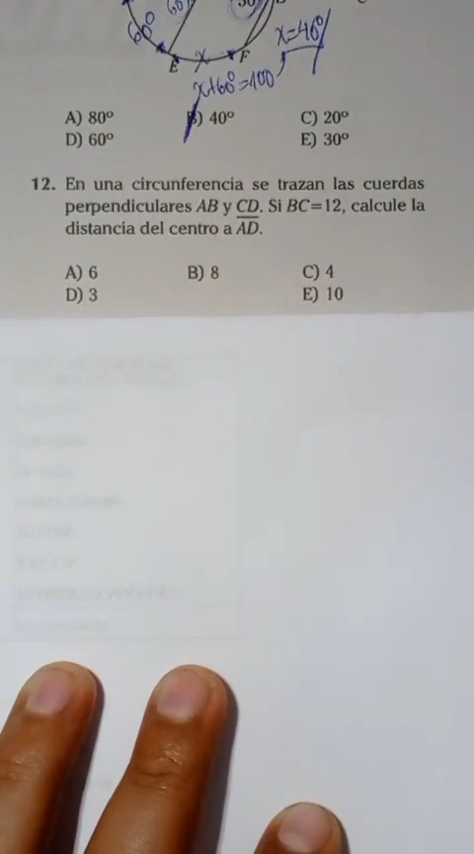 60°
60°
50
x=40°
E
x
F
x+60°=100
A) 80°
B) 40°
C) 20°
D) 60°
E) 30°
12. En una circunferencia se trazan las cuerdas
perpendiculares AB y CD. Si BC=12, calcule la
distancia del centro a AD.
A) 6
B) 8
C) 4
D) 3
E) 10